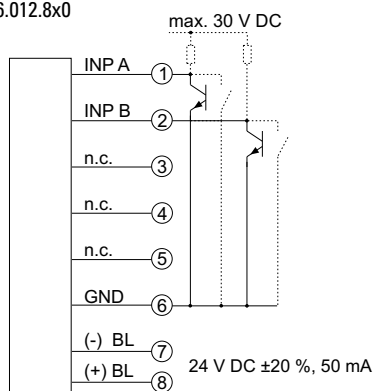 6.012.8x0
max. 30 V DC
INP A 1
INP B 2
n.c. 3
n.c. 4
n.c. 5
GND 6
(-) BL 7
24 V DC ±20 %, 50 mA
(+) BL 8